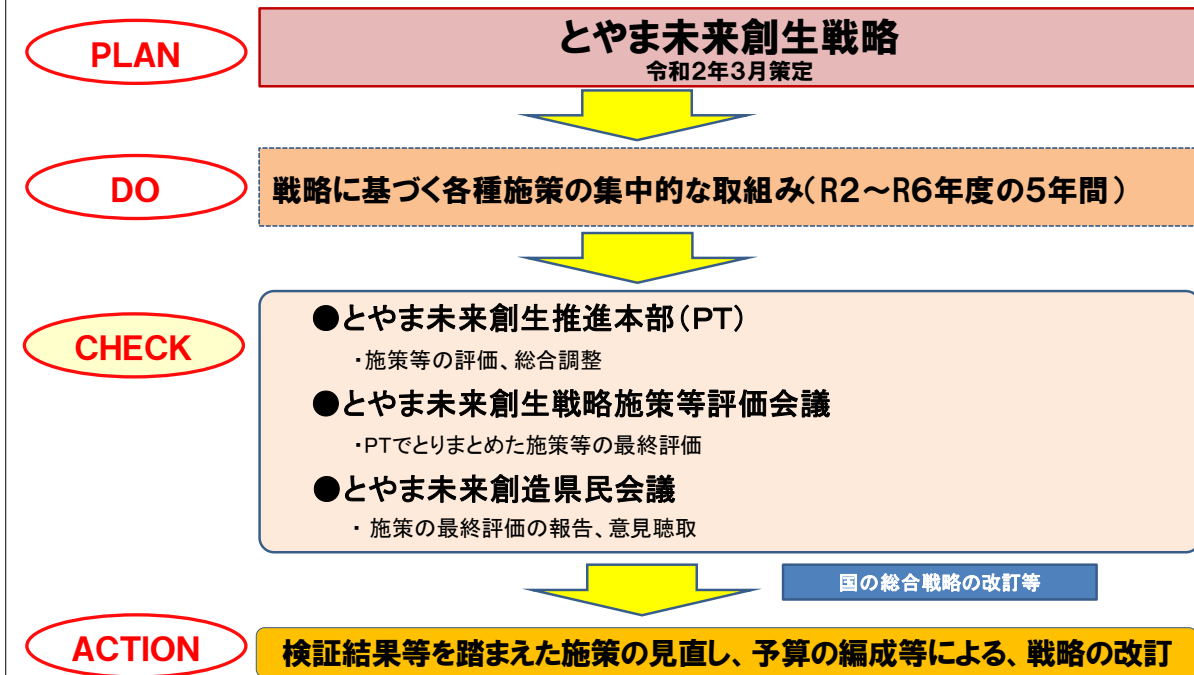 PLAN
とやま未来創生戦略
令和2年3月策定
DO
戦略に基づく各種施策の集中的な取組み(R2～R6年度の5年間)
CHECK
●とやま未来創生推進本部(PT)
・施策等の評価、総合調整
●とやま未来創生戦略施策等評価会議
・PTでとりまとめた施策等の最終評価
●とやま未来創造県民会議
・ 施策の最終評価の報告、意見聴取
国の総合戦略の改訂等
ACTION
検証結果等を踏まえた施策の見直し、予算の編成等による、戦略の改訂